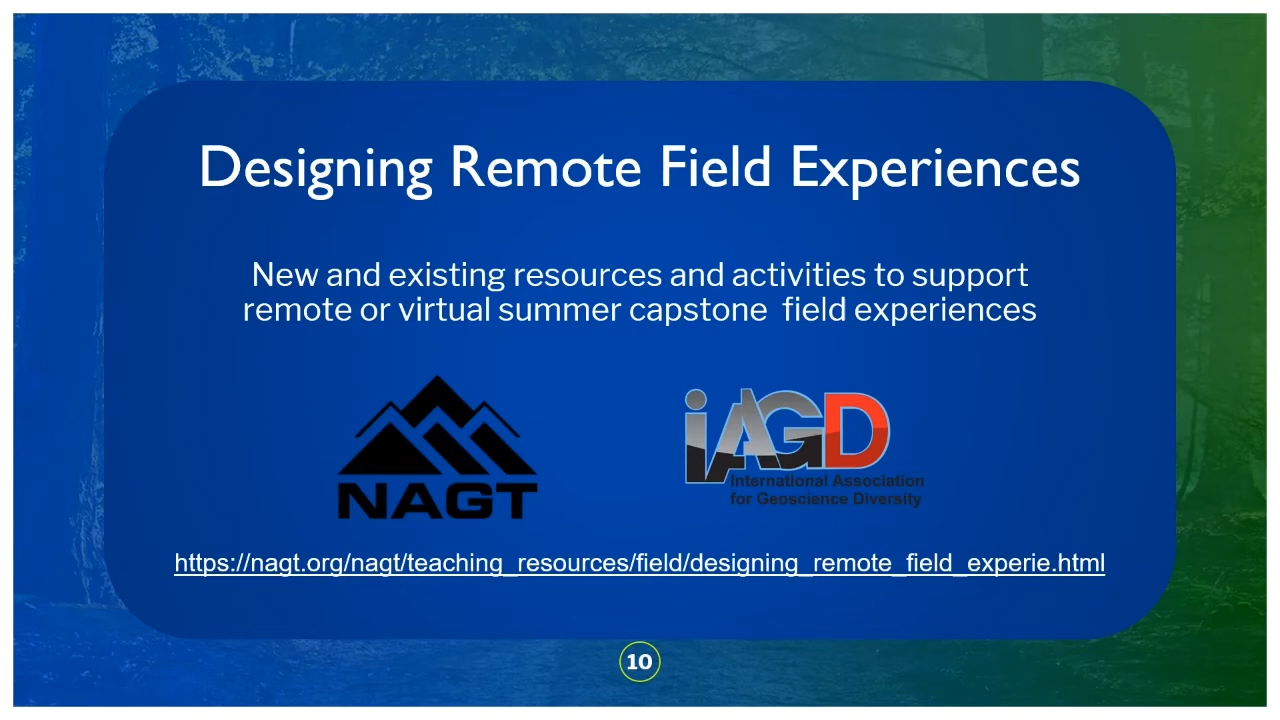 Designing Remote Field Experiences
New and existing resources and activities to support
remote or virtual summer capstone  field experiences
NAGT
iAGD
International Association
for Geoscience Diversity
https://nagt.org/nagt/teaching_resources/field/designing_remote_field_experie.html
10